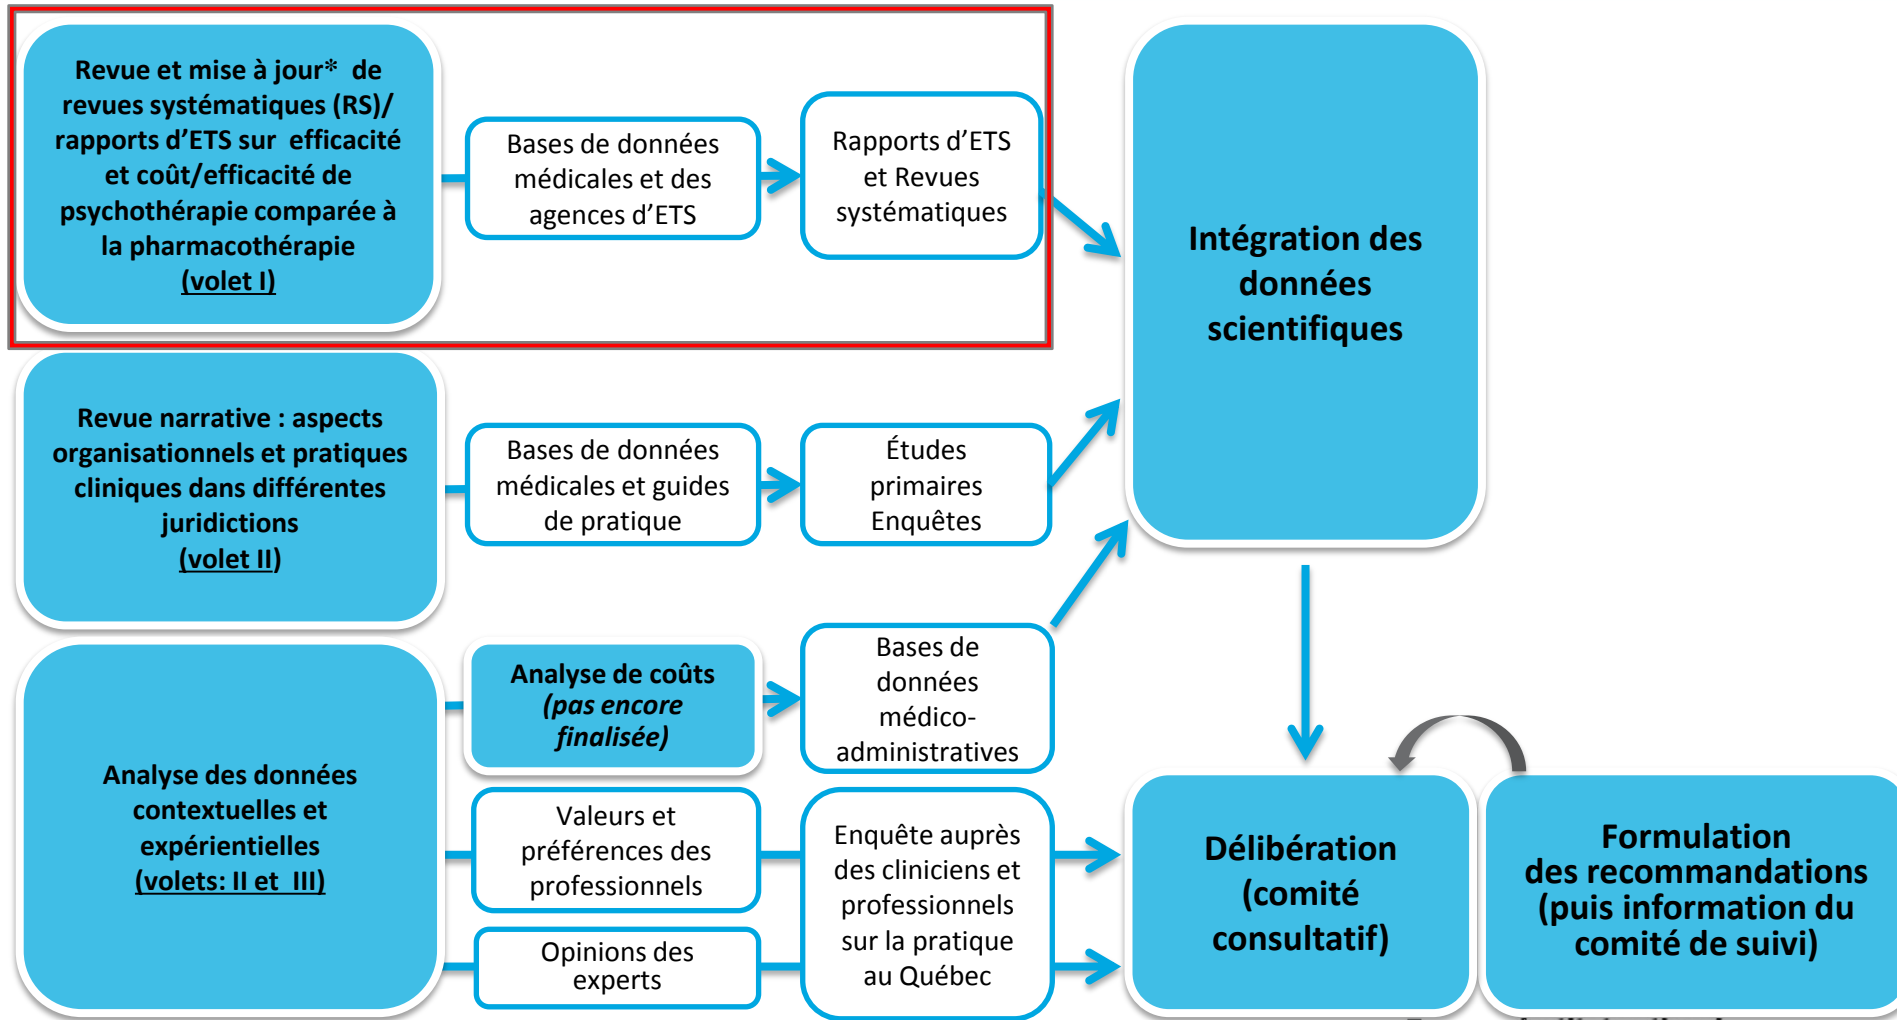 Revue et mise à jour* de
revues systématiques (RS)/
rapports d’ETS sur efficacité
et coût/efficacité de
psychothérapie comparée à
la pharmacothérapie
(volet I)
Bases de données
médicales et des
agences d’ETS
Rapports d’ETS
et Revues
systématiques
Intégration des
données
scientifiques
Revue narrative : aspects
organisationnels et pratiques
cliniques dans différentes
juridictions
(volet II)
Bases de données
médicales et guides
de pratique
Études
primaires
Enquêtes
Analyse des données
contextuelles et
expérientielles
(volets: II et III)
Analyse de coûts
(pas encore
finalisée)
Bases de
données
médico-
administratives
Valeurs et
préférences des
professionnels
Opinions des
experts
Enquête auprès
des cliniciens et
professionnels
sur la pratique
au Québec
Délibération
(comité
consultatif)
Formulation
des recommandations
(puis information du
comité de suivi)